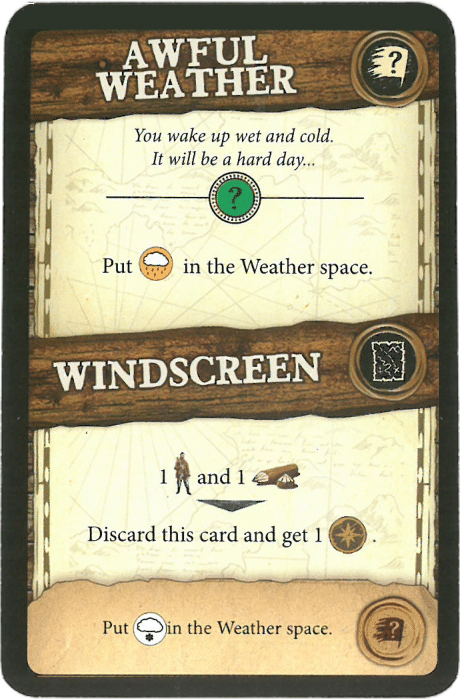 AWFUL
WEATHER
?
You wake up wet and cold.
It will be a hard day...
?
Put in the Weather space.
WINDSCREEN
1 and 1
Discard this card and get 1 .
Put in the Weather space.
?